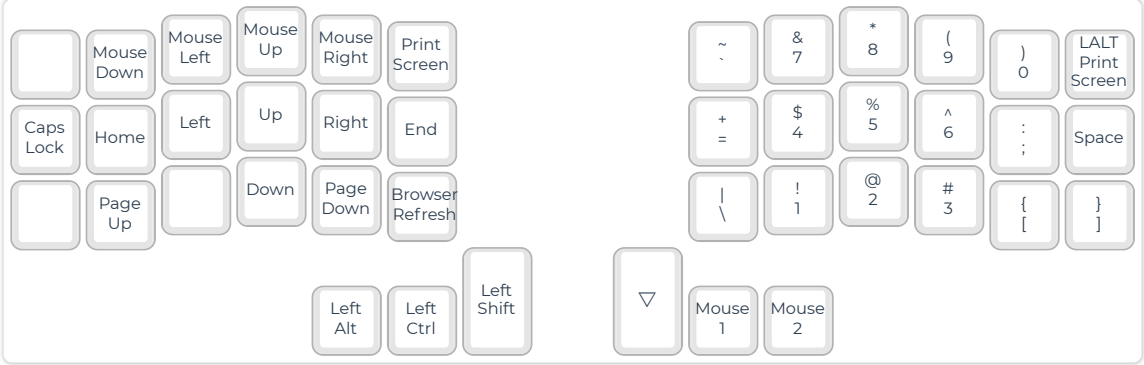 Mouse
Down
Mouse
Left
Mouse
Up
Mouse
Right
Print
Screen
~
`
&
7
*
8
(
9
)
0
LALT
Print
Screen
Caps
Lock
Home
Left
Up
Right
End
+
=
$
4
%
5
^
6
:
;
Space
Page
Up
Down
Page
Down
Browser
Refresh
|
\
!
1
@
2
#
3
{
[
}
]
Left
Alt
Left
Ctrl
Left
Shift
▽
Mouse
1
Mouse
2